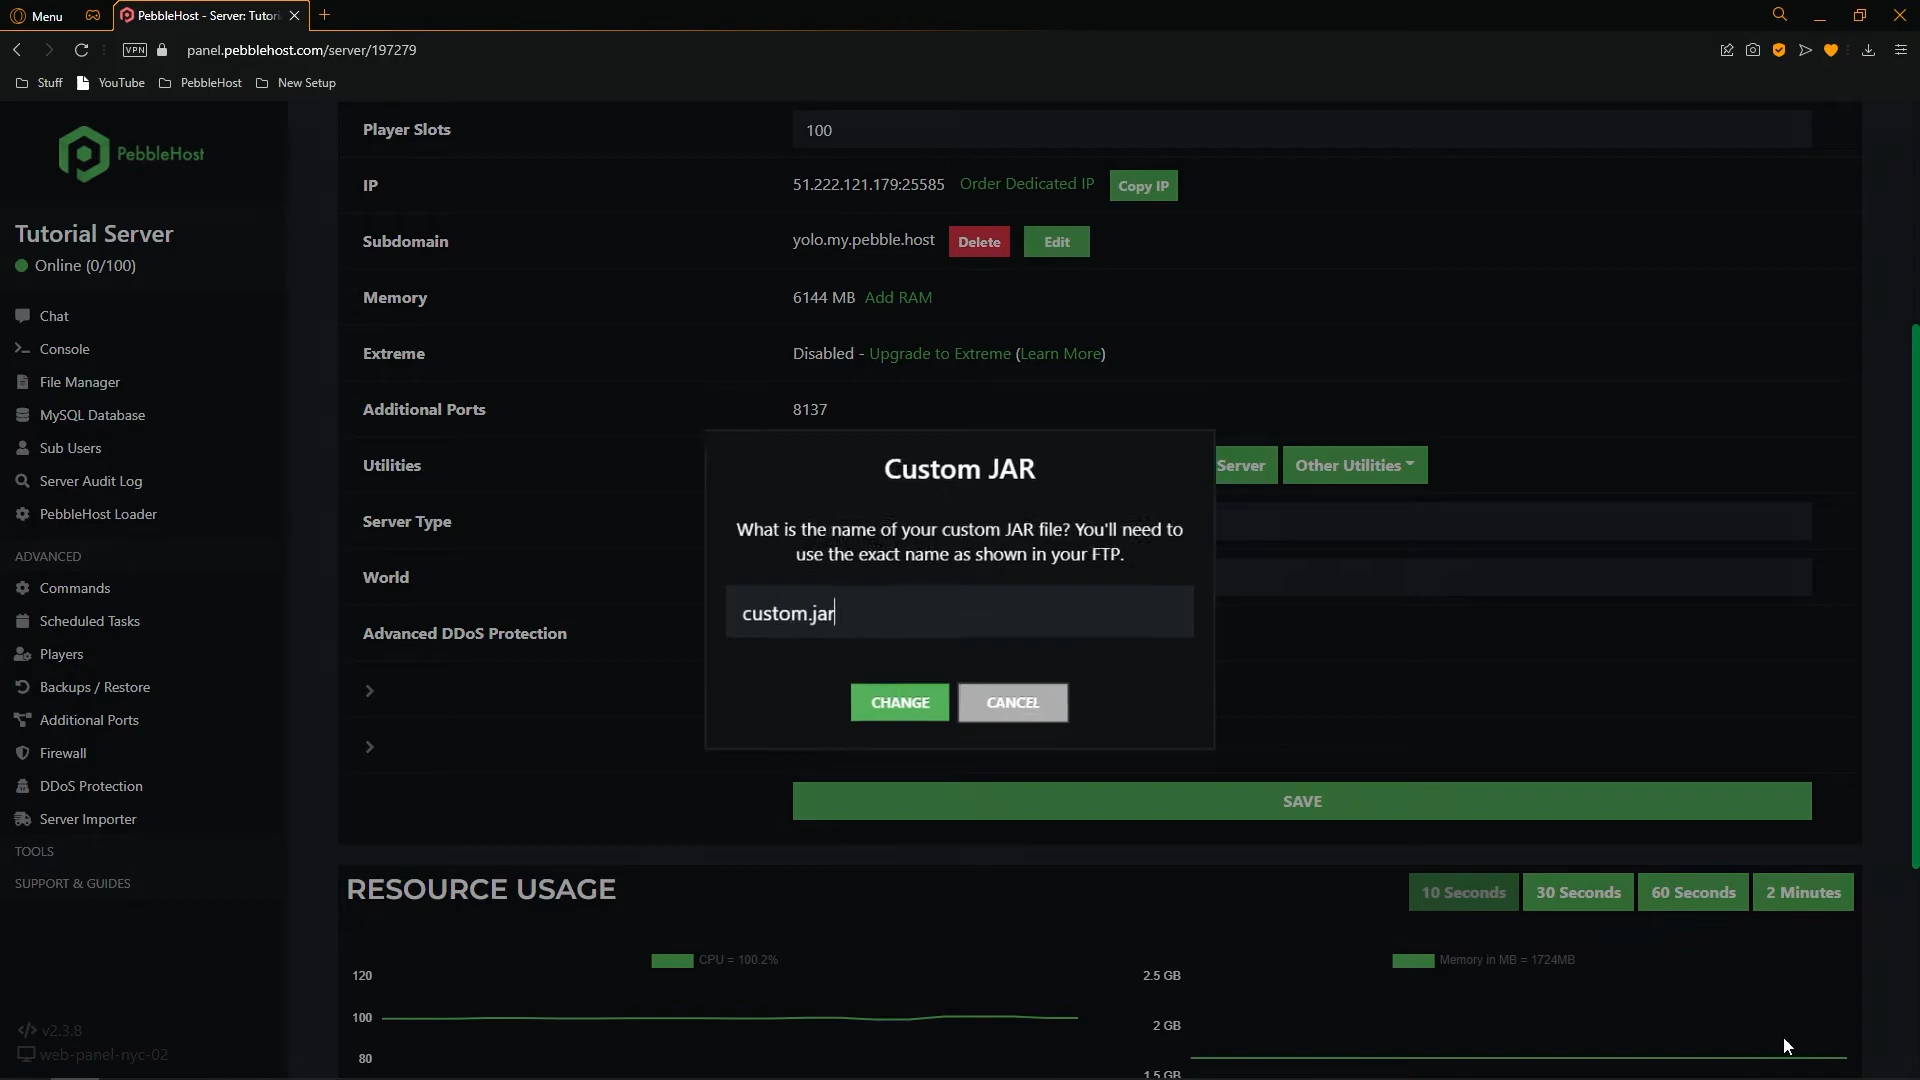 Menu
PebbleHost - Server: Tutori
VPN
panel.pebblehost.com/server/197279
Stuff
YouTube
PebbleHost
New Setup
PebbleHost
Tutorial Server
Online (0/100)
Chat
Console
File Manager
MySQL Database
Sub Users
Server Audit Log
PebbleHost Loader
ADVANCED
Commands
Scheduled Tasks
Players
Backups / Restore
Additional Ports
Firewall
DDoS Protection
Server Importer
TOOLS
SUPPORT & GUIDES
v2.3.8
web-panel-nyc-02
Player Slots
100
IP
51.222.121.179:25585 Order Dedicated IP Copy IP
Subdomain
yolo.my.pebble.host Delete Edit
Memory
6144 MB Add RAM
Extreme
Disabled - Upgrade to Extreme (Learn More)
Additional Ports
8137
Utilities
Server Other Utilities
Server Type
World
Advanced DDoS Protection
Custom JAR
What is the name of your custom JAR file? You'll need to
use the exact name as shown in your FTP.
custom.jar
CHANGE CANCEL
SAVE
RESOURCE USAGE
10 Seconds 30 Seconds 60 Seconds 2 Minutes
CPU = 100.2%
120
100
80
Memory in MB = 1724MB
2.5 GB
2 GB
1.5 GB